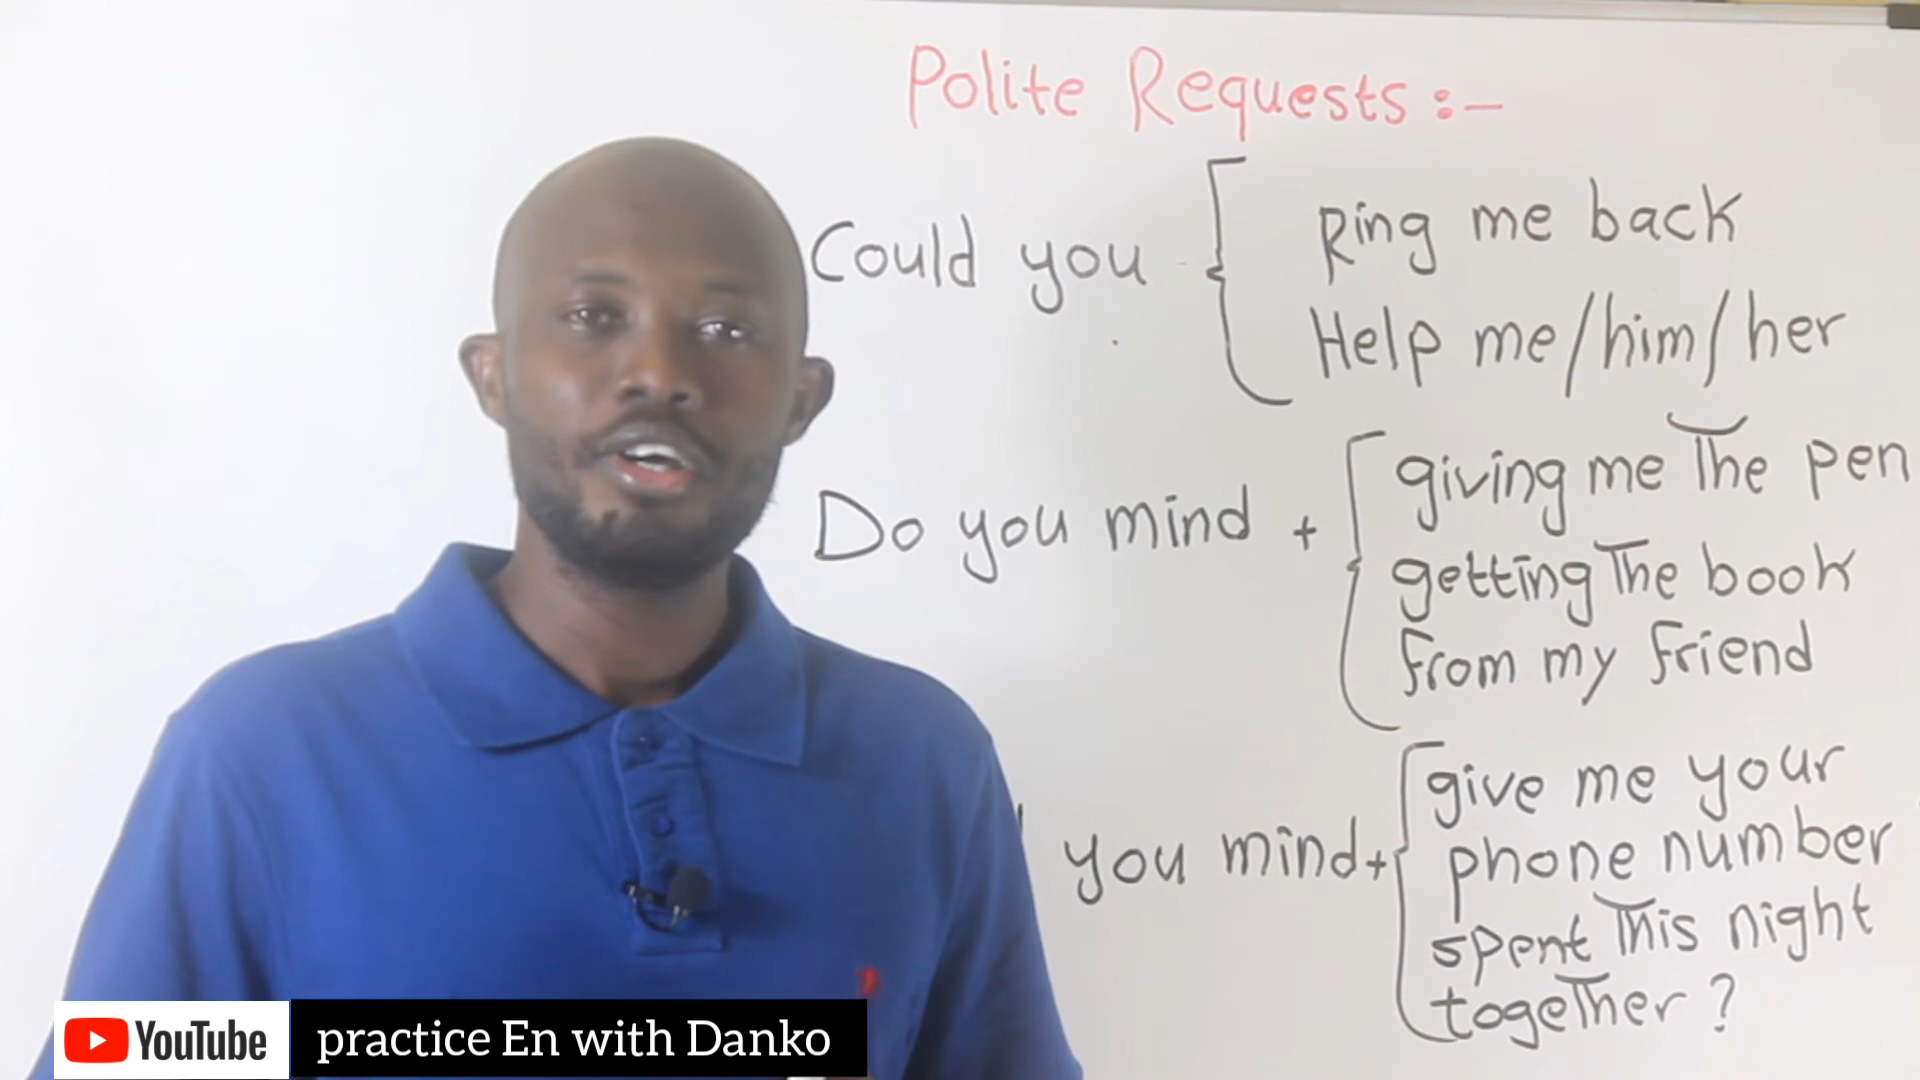 Polite Requests :-
Could you
Ring me back
Help me/him/her
Do you mind +
giving me The pen
getting The book
from my friend
you mind+
give me your
phone number
spent This night
together ?
YouTube
practice En with Danko